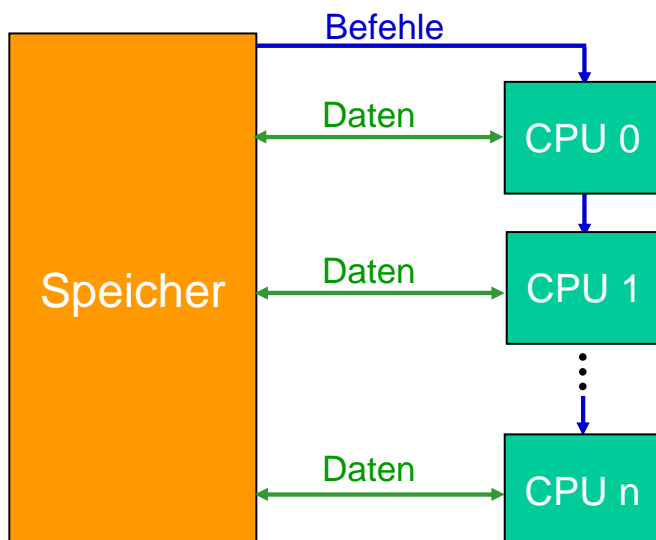 Befehle
Daten
CPU 0
Speicher
Daten
CPU 1
Daten
CPU n